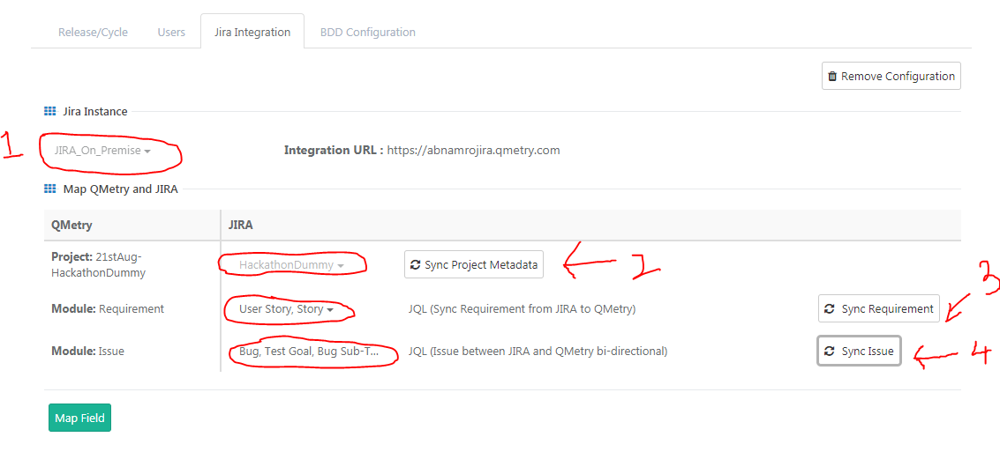 Release/Cycle Users Jira Integration BDD Configuration
Remove Configuration
Jira Instance
1 JIRA_On_Premise Integration URL : https://abnamrojira.qmetry.com
Map QMetry and JIRA
QMetry JIRA
Project: 21stAug-
HackathonDummy HackathonDummy Sync Project Metadata 2
Module: Requirement User Story, Story JQL (Sync Requirement from JIRA to QMetry) Sync Requirement 3
Module: Issue Bug, Test Goal, Bug Sub-T... JQL (Issue between JIRA and QMetry bi-directional) Sync Issue 4
Map Field